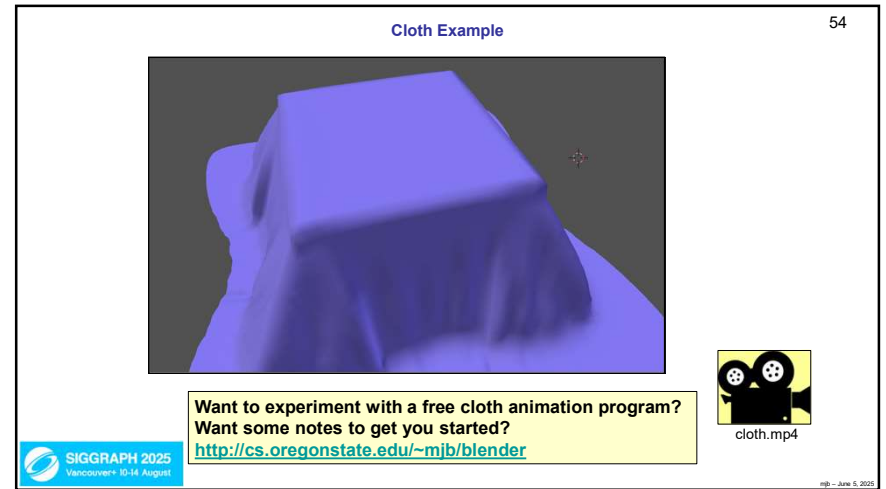 54
Cloth Example
Want to experiment with a free cloth animation program?
Want some notes to get you started?
http://cs.oregonstate.edu/~mjb/blender
cloth.mp4
SIGGRAPH 2025
Vancouver+ 10-14 August
mjb – June 5, 2025